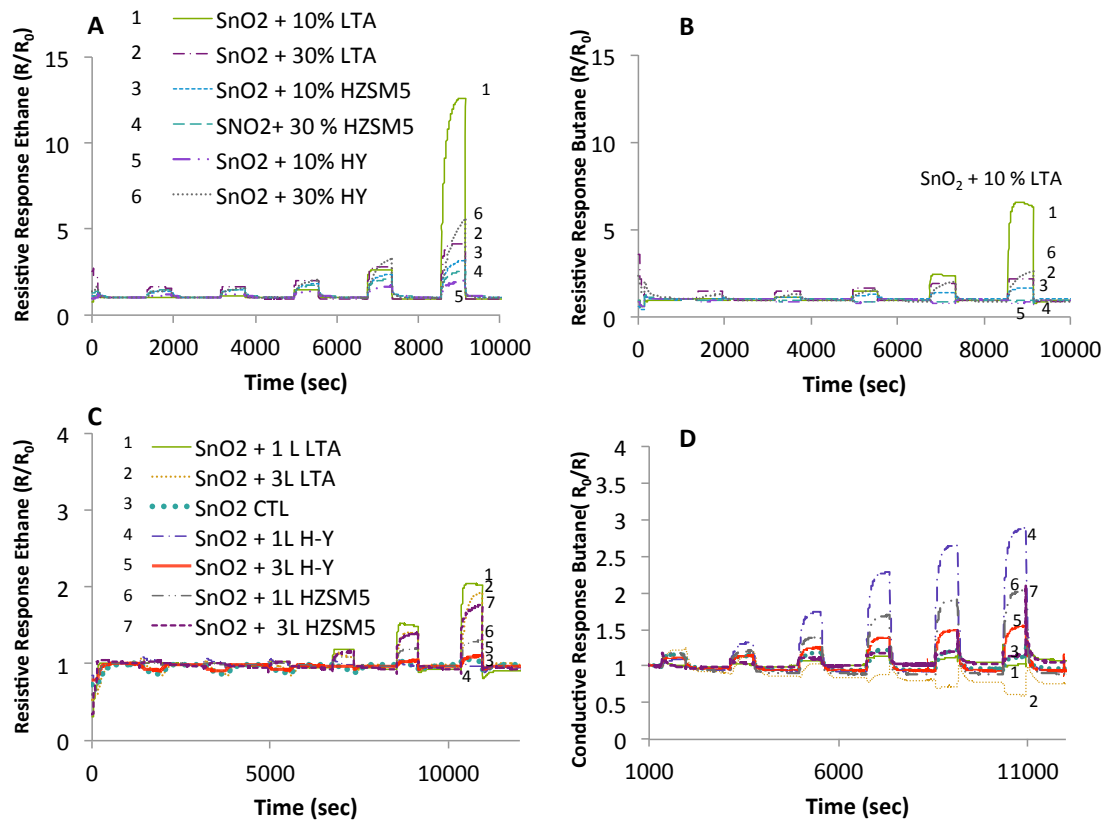 A
1 SnO2 + 10% LTA
2 SnO2 + 30% LTA
3 SnO2 + 10% HZSM5
4 SNO2+ 30 % HZSM5
5 SnO2 + 10% HY
6 SnO2 + 30% HY
Resistive Response Ethane (R/R0)
15
10
5
0
1
6
2
3
4
5
0 2000 4000 6000 8000 10000
Time (sec)
B
Resistive Response Butane (R/R0)
15
10
5
0
SnO2 + 10 % LTA
1
6
2
3
4
5
0 2000 4000 6000 8000 10000
Time (sec)
C
1 SnO2 + 1 L LTA
2 SnO2 + 3L LTA
3 SnO2 CTL
4 SnO2 + 1L H-Y
5 SnO2 + 3L H-Y
6 SnO2 + 1L HZSM5
7 SnO2 + 3L HZSM5
Resistive Response Ethane (R/R0)
4
3
2
1
0
1
2
7
6
5
3
4
0 5000 10000
Time (sec)
D
Conductive Response Butane( R0/R)
4
3.5
3
2.5
2
1.5
1
0.5
0
4
6
7
5
3
1
2
1000 6000 11000
Time (sec)